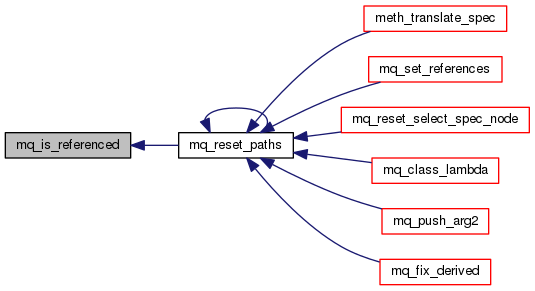 meth_translate_spec
mq_set_references
mq_reset_select_spec_node
mq_is_referenced
mq_reset_paths
mq_class_lambda
mq_push_arg2
mq_fix_derived